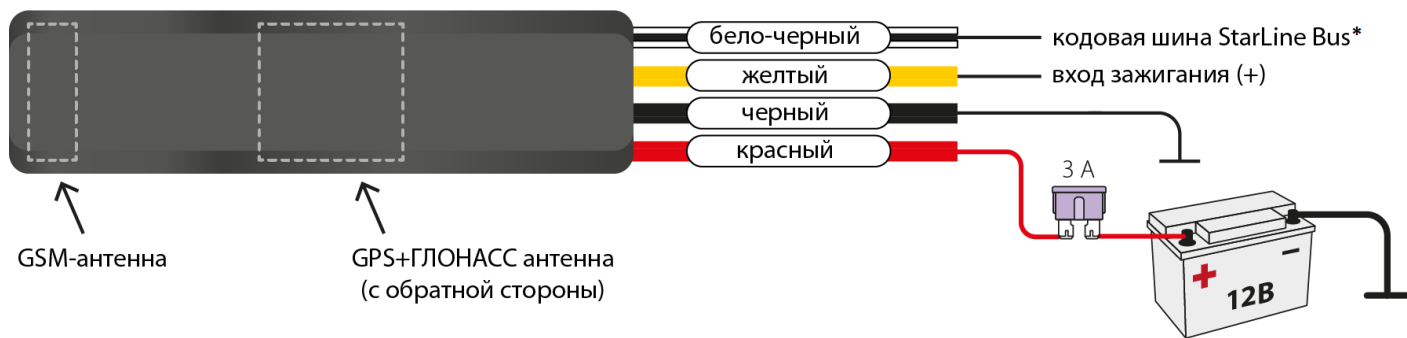 бело-черный
кодовая шина StarLine Bus*
желтый
вход зажигания (+)
черный
красный
3 А
GSM-антенна
GPS+ГЛОНАСС антенна
(с обратной стороны)
+
−
12В